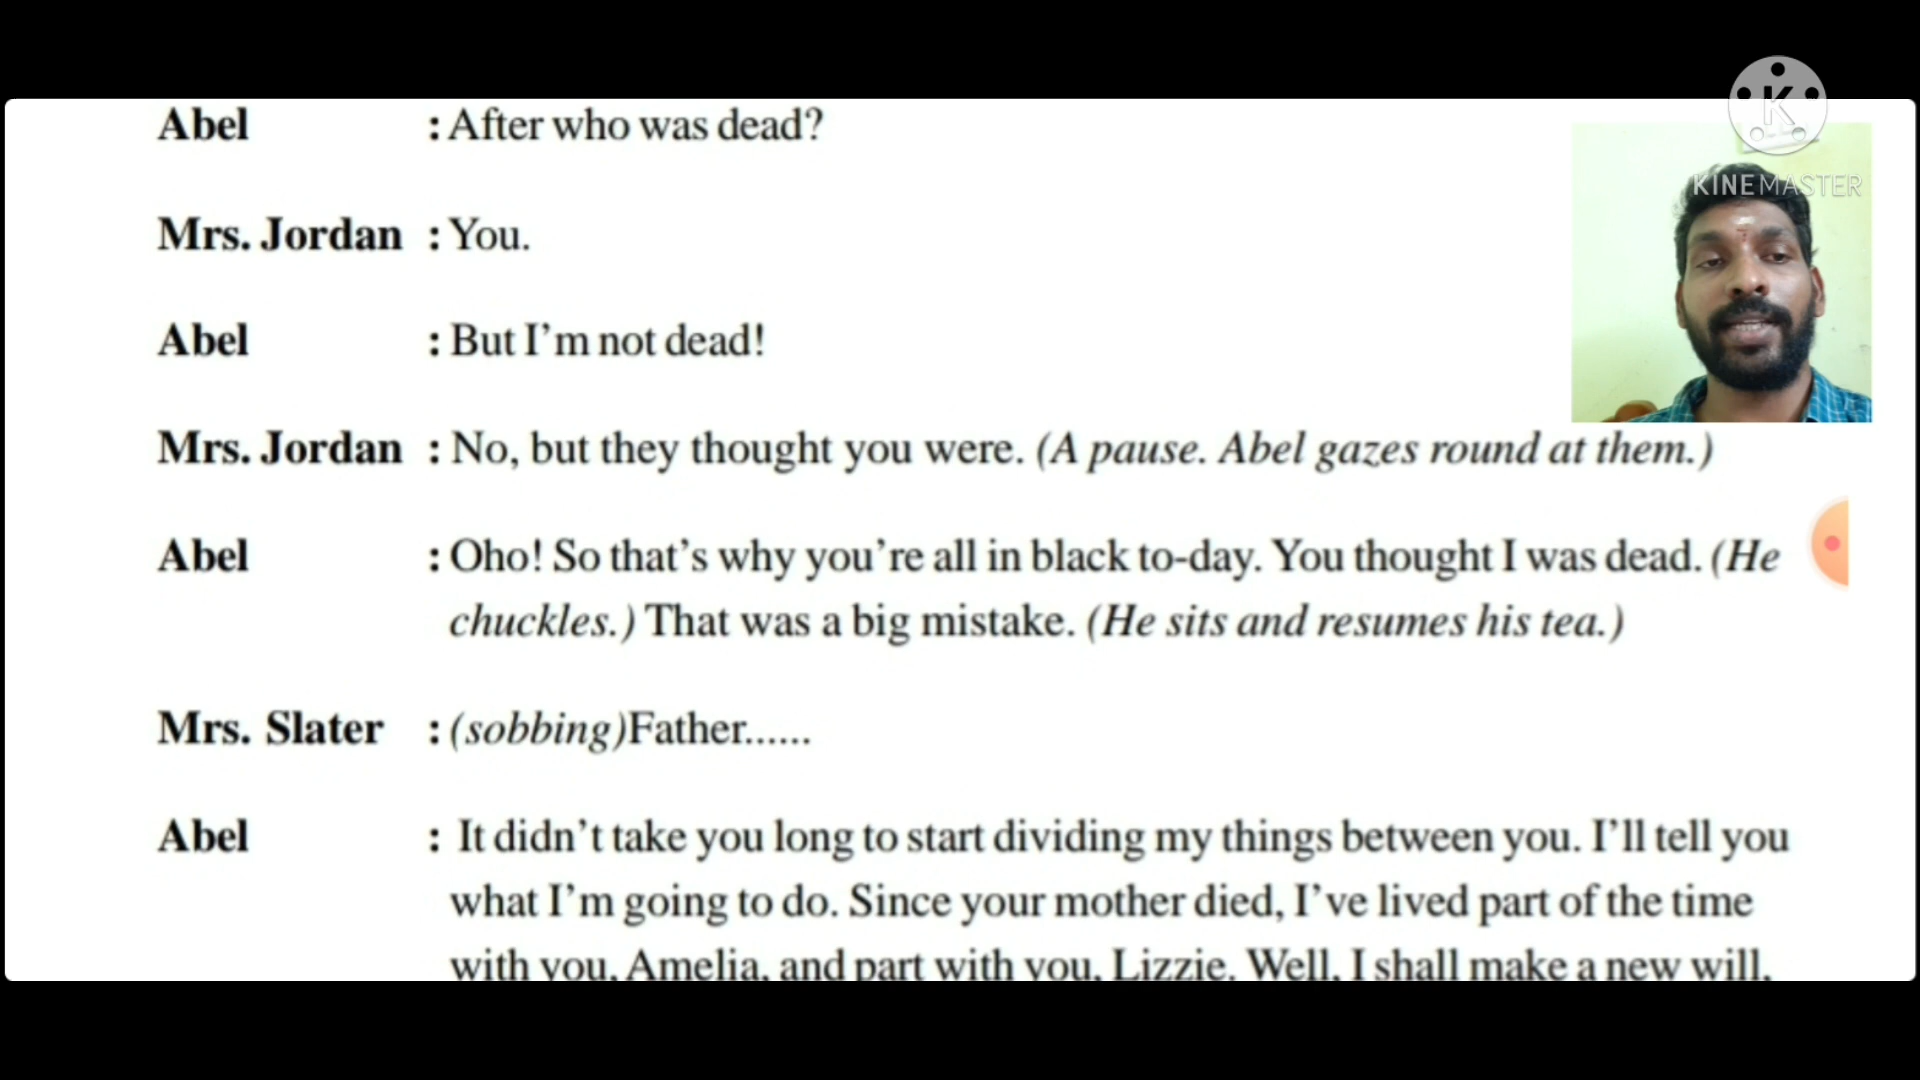 Abel : After who was dead?
Mrs. Jordan : You.
Abel : But I'm not dead!
Mrs. Jordan : No, but they thought you were. (A pause. Abel gazes round at them.)
Abel : Oho! So that's why you're all in black to-day. You thought I was dead. (He
chuckles.) That was a big mistake. (He sits and resumes his tea.)
Mrs. Slater : (sobbing)Father......
Abel : It didn't take you long to start dividing my things between you. I'll tell you
what I'm going to do. Since your mother died, I've lived part of the time
with you, Amelia, and part with you, Lizzie. Well, I shall make a new will,
K
KINEMASTER